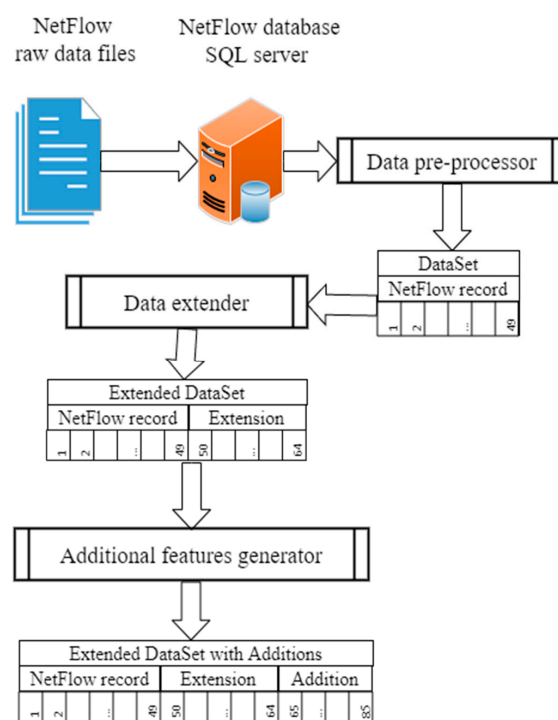 NetFlow
raw data files
NetFlow database
SQL server
Data pre-processor
DataSet
NetFlow record
1 2 ... 49
Data extender
Extended DataSet
NetFlow record Extension
1 2 ... 49 50 ... 64
Additional features generator
Extended DataSet with Additions
NetFlow record Extension Addition
1 2 ... 49 50 ... 64 65 ... 85